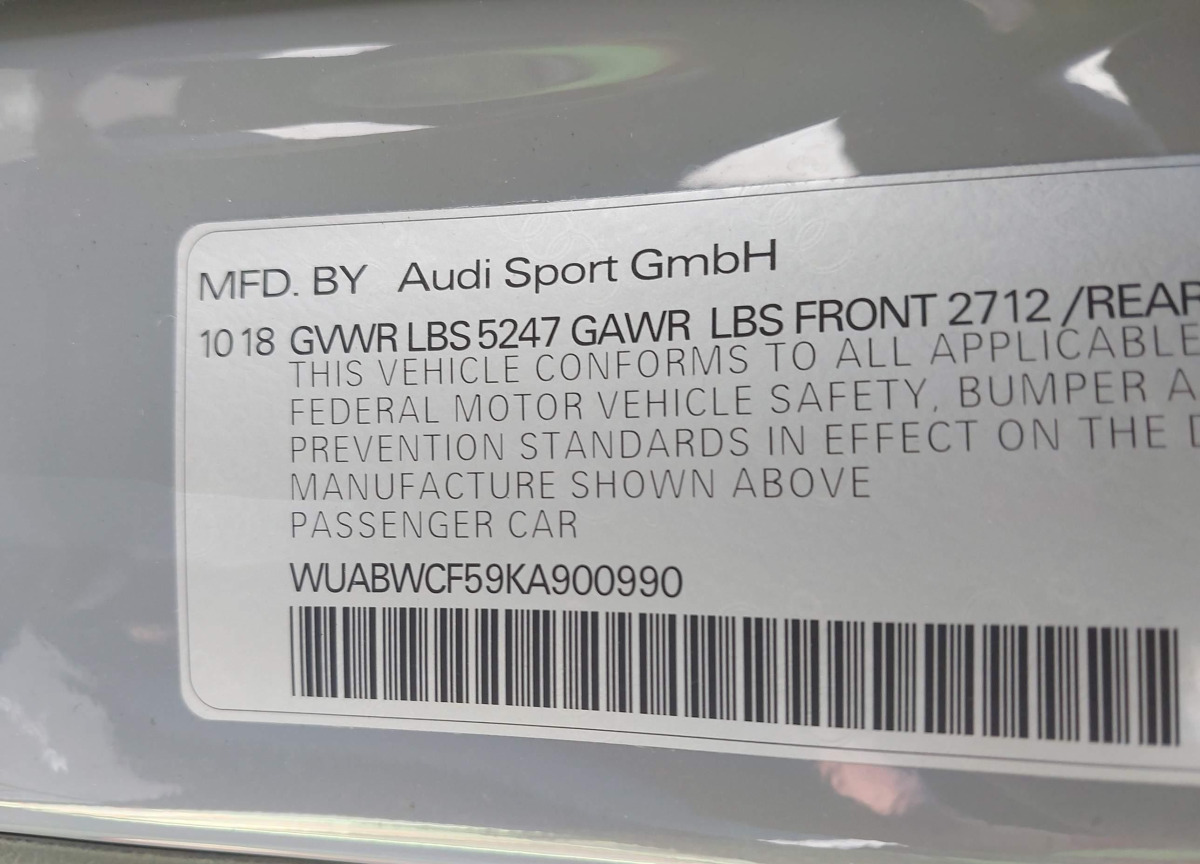 MFD. BY Audi Sport GmbH
10 18 GVWR LBS 5247 GAWR LBS FRONT 2712 /REAR
THIS VEHICLE CONFORMS TO ALL APPLICABLE
FEDERAL MOTOR VEHICLE SAFETY, BUMPER A
PREVENTION STANDARDS IN EFFECT ON THE
MANUFACTURE SHOWN ABOVE
PASSENGER CAR
WUABWCF59KA900990